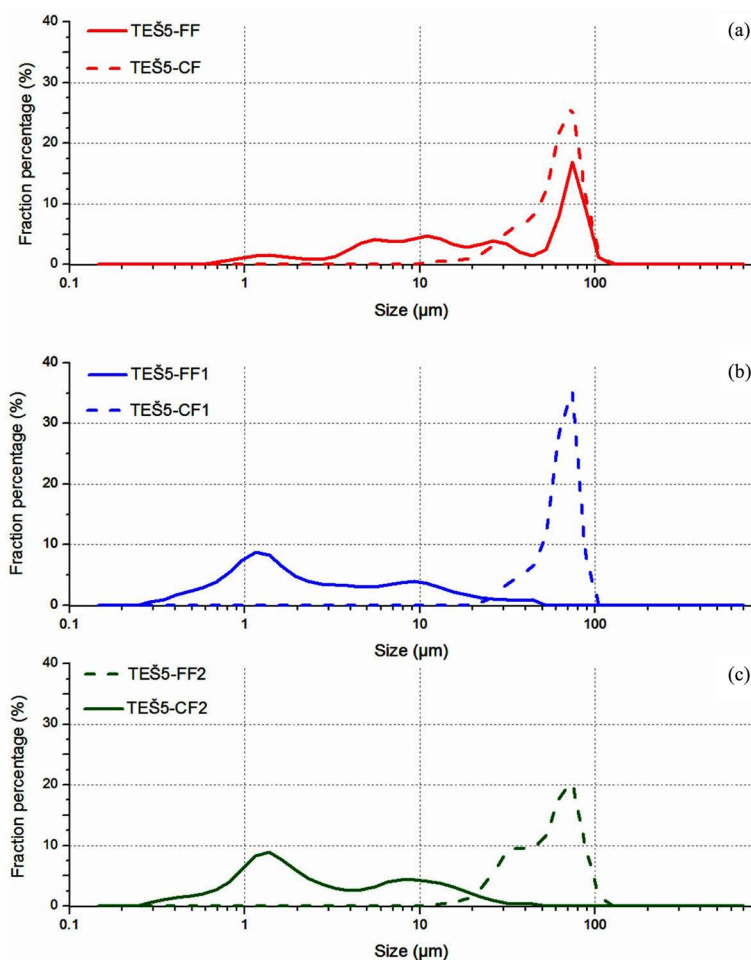 40
TEŠ5-FF
(a)
TEŠ5-CF
30
20
10
0
Fraction percentage (%)
0.1 1 10 100
Size (µm)
40
TEŠ5-FF1
(b)
TEŠ5-CF1
30
20
10
0
Fraction percentage (%)
0.1 1 10 100
Size (µm)
40
TEŠ5-FF2
(c)
TEŠ5-CF2
30
20
10
0
Fraction percentage (%)
0.1 1 10 100
Size (µm)